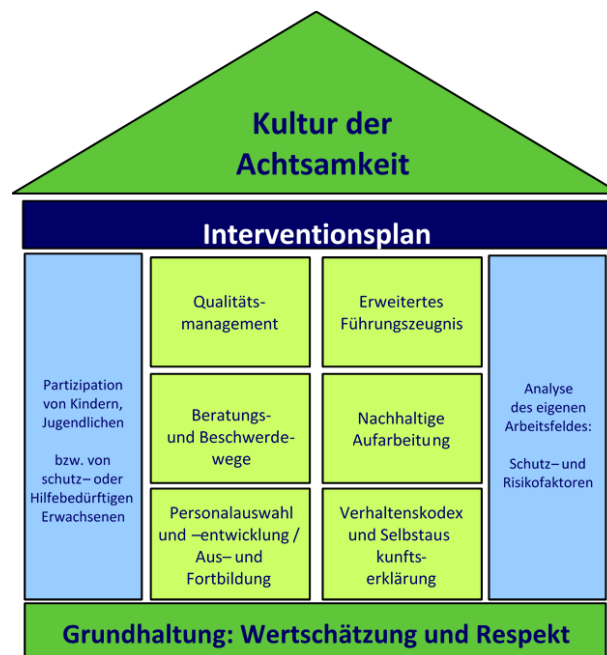 Kultur der
Achtsamkeit
Interventionsplan
Partizipation
von Kindern,
Jugendlichen
bzw. von
schutz– oder
Hilfebedürftigen
Erwachsenen
Qualitäts-
management
Erweitertes
Führungszeugnis
Beratungs-
und Beschwerde-
wege
Nachhaltige
Aufarbeitung
Personalauswahl
und –entwicklung /
Aus– und
Fortbildung
Verhaltenskodex
und Selbstaus
kunfts-
erklärung
Analyse
des eigenen
Arbeitsfeldes:
Schutz– und
Risikofaktoren
Grundhaltung: Wertschätzung und Respekt